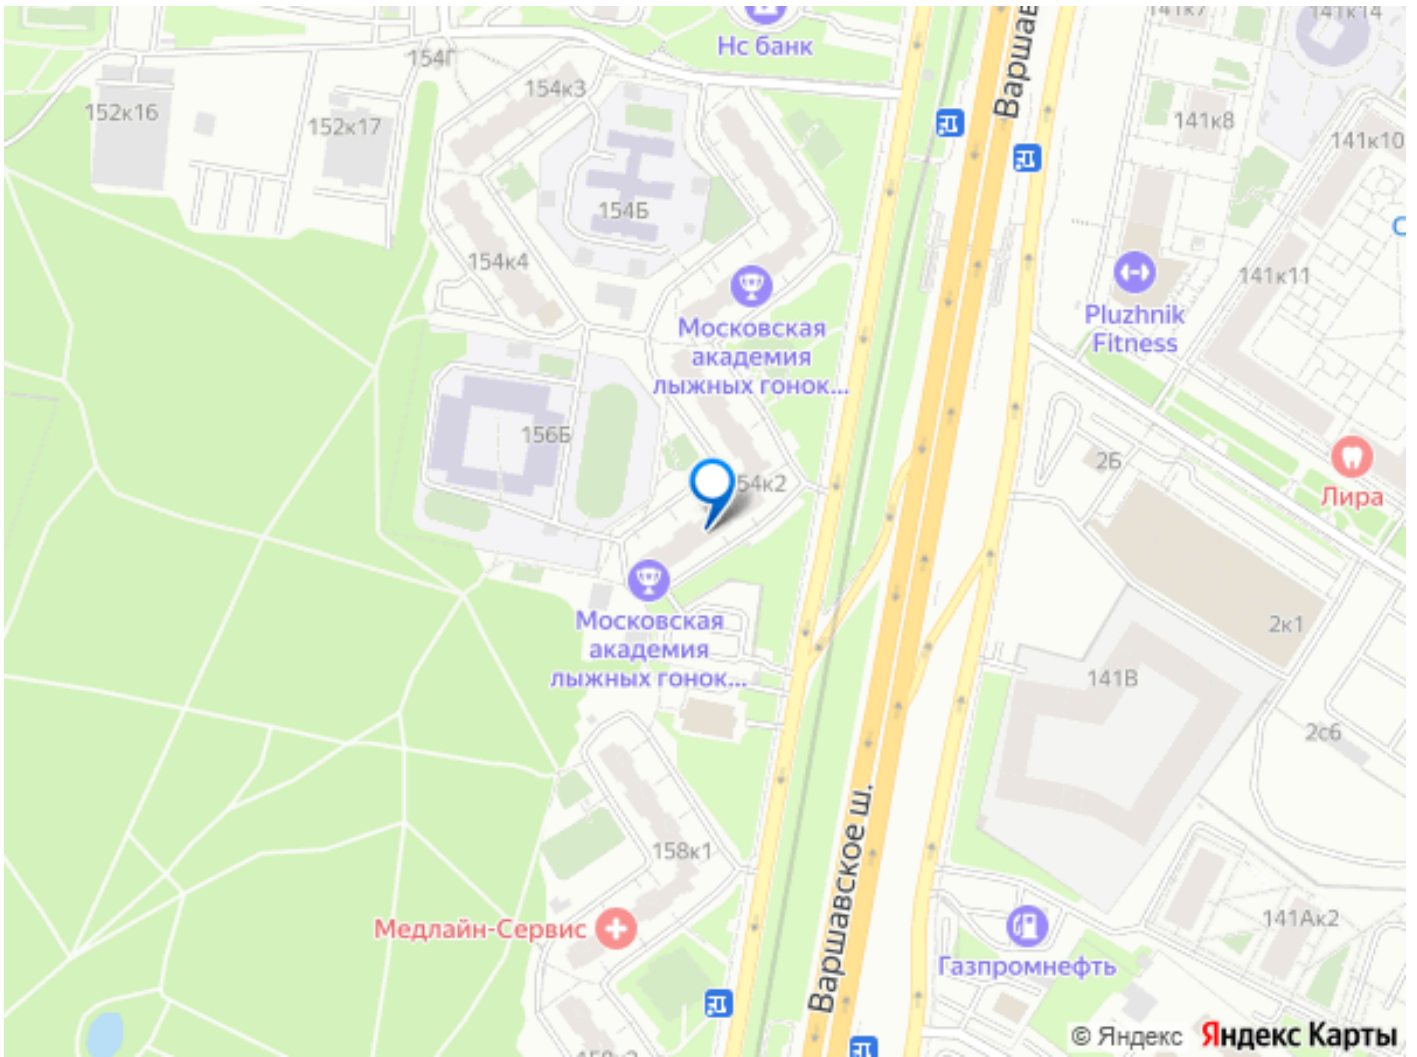 Нс банк
141к7
141к14
154Г
154к3
152к16
152к17
Варшав
141к8
141к10
154Б
154к4
141к11
С
Московская
академия
лыжных гонок...
Pluzhnik
Fitness
156Б
2Б
54к2
Лира
Московская
академия
лыжных гонок...
2к1
141В
2с6
158к1
Варшавское ш.
Медлайн-Сервис
141Ак2
Газпромнефть
© Яндекс Яндекс Карты